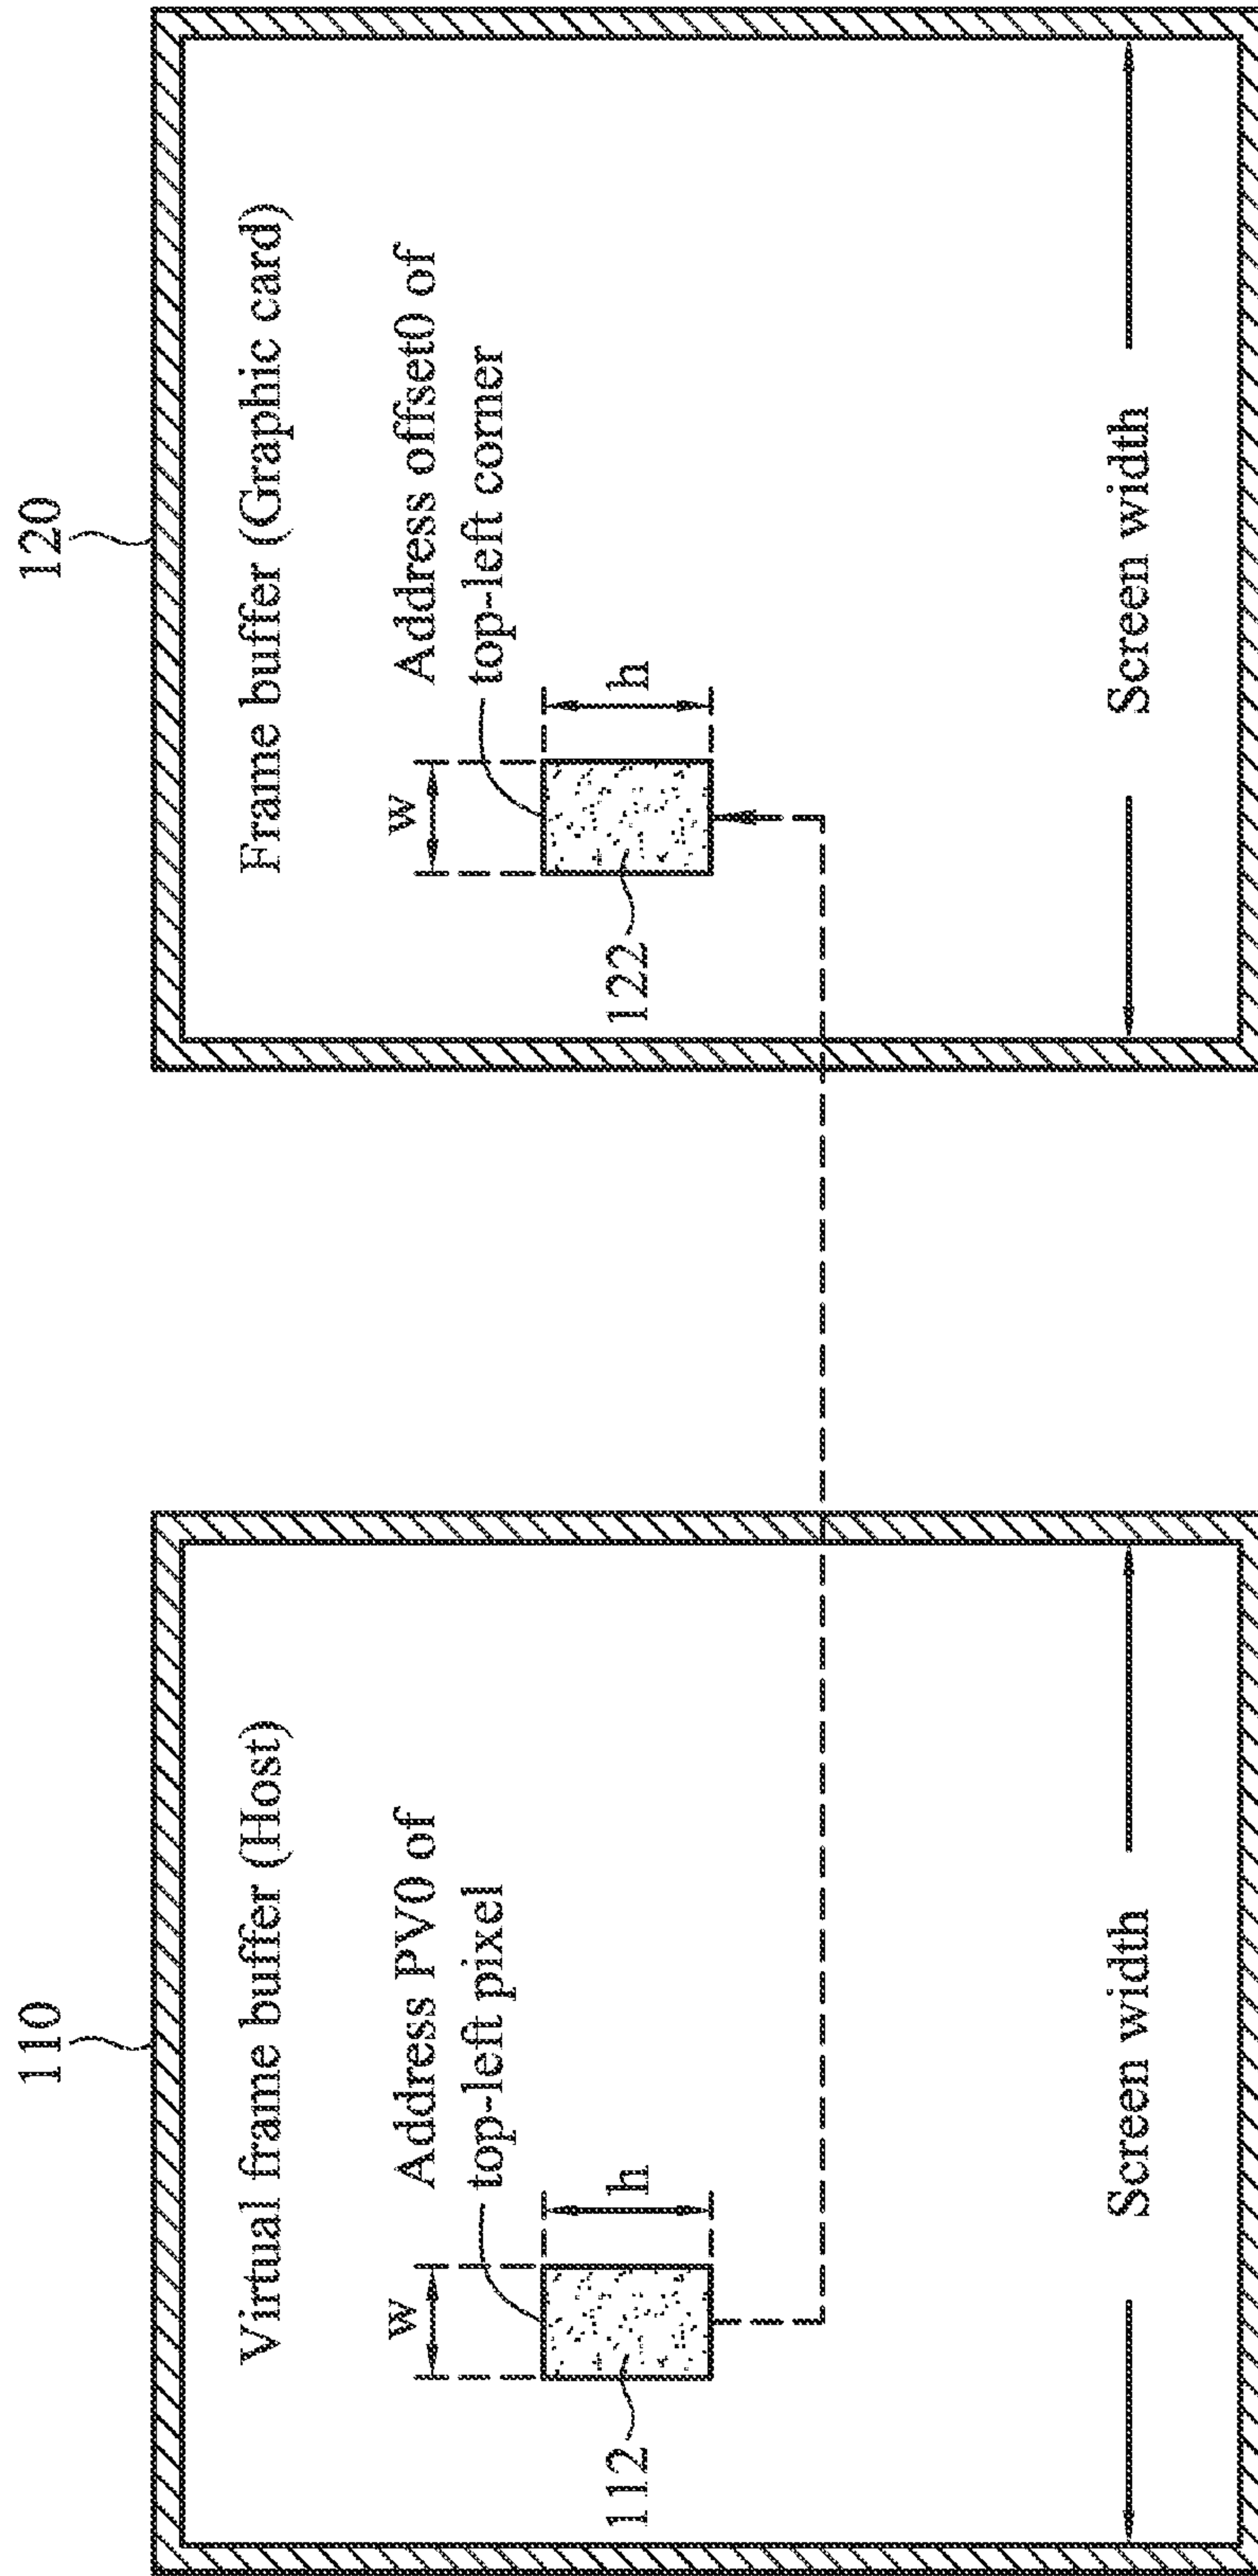 110
Virtual frame buffer (Host)
w
Address PV0 of
top-left pixel
h
112
Screen width
120
Frame buffer (Graphic card)
w
Address offset0 of
top-left corner
h
122
Screen width